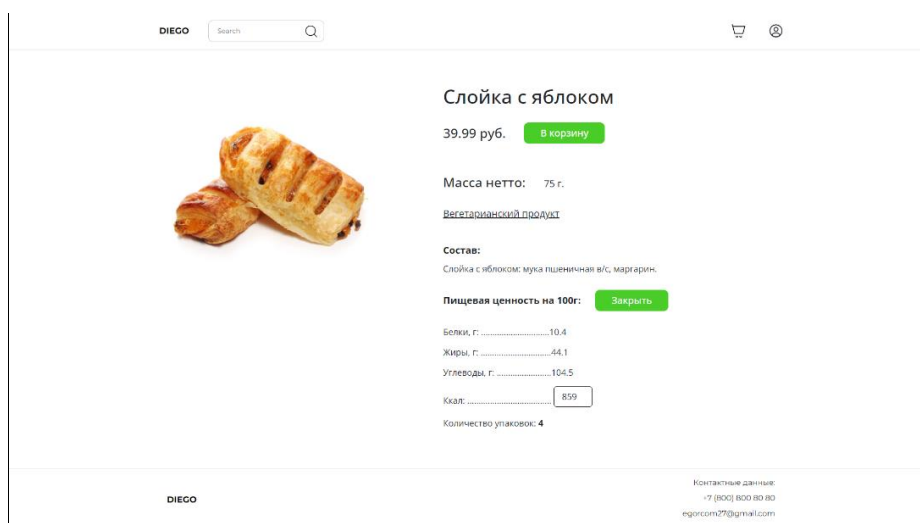 DIEGO Search
Слойка с яблоком
39.99 руб. В корзину
Масса нетто: 75 г.
Вегетарианский продукт
Состав:
Слойка с яблоком: мука пшеничная в/с, маргарин.
Пищевая ценность на 100г: Закрыть
Белки, г: ..............................10.4
Жиры, г: ...............................44.1
Углеводы, г: ........................104.5
Ккал: ..................................... 859
Количество упаковок: 4
Контактные данные:
DIEGO
+7 (800) 800 80 80
egorcom27@gmail.com